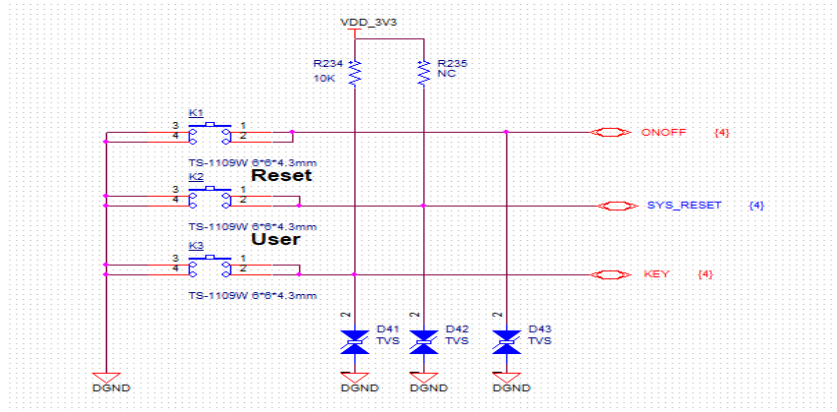 VDD_3V3
R234
10K
R235
NC
K1
3
4
1
2
ONOFF {4}
TS-1109W 6*6*4.3mm
Reset
K2
3
4
1
2
SYS_RESET {4}
TS-1109W 6*6*4.3mm
User
K3
3
4
1
2
KEY {4}
TS-1109W 6*6*4.3mm
2
D41
TVS
2
D42
TVS
2
D43
TVS
1
1
1
DGND
DGND
DGND
DGND